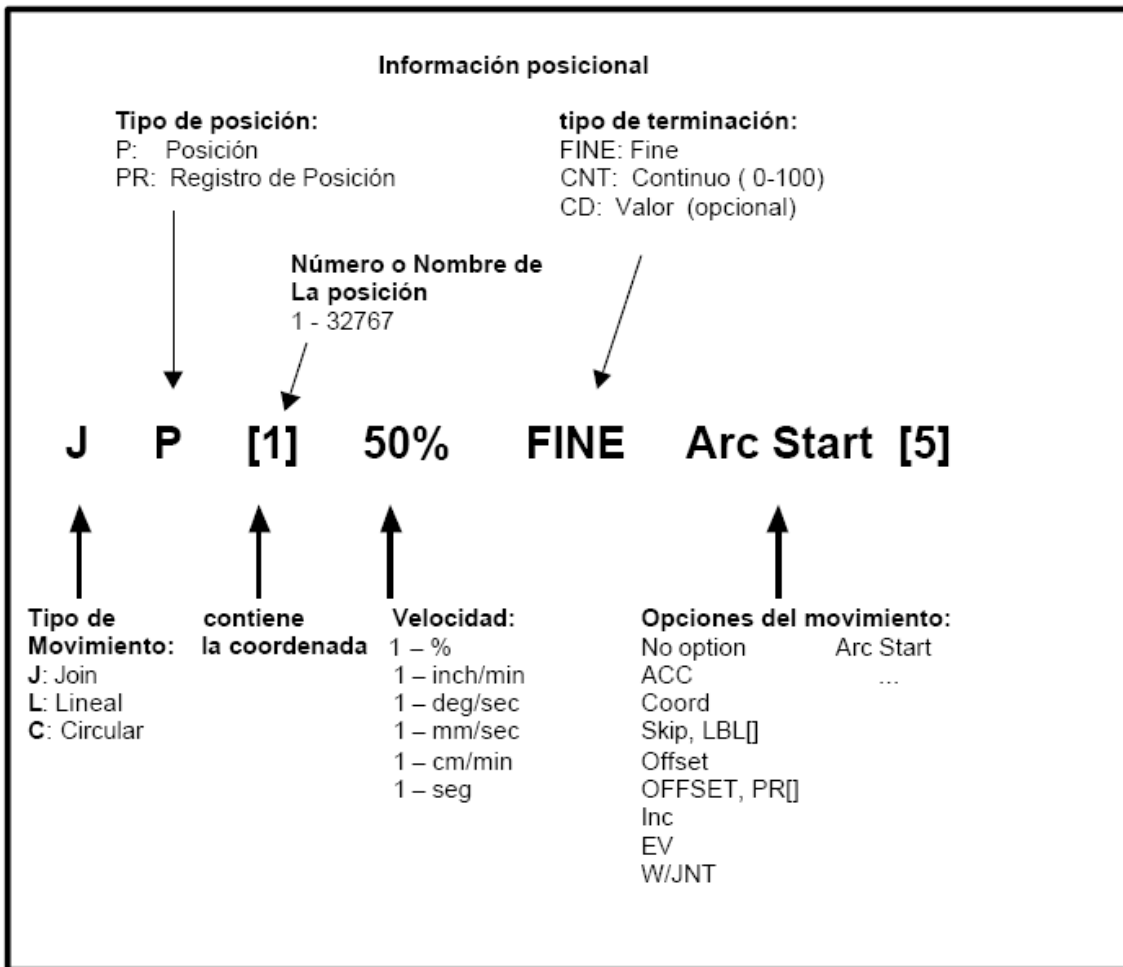 Información posicional
Tipo de posición:
P: Posición
PR: Registro de Posición
tipo de terminación:
FINE: Fine
CNT: Continuo ( 0-100)
CD: Valor (opcional)
Número o Nombre de
La posición
1 - 32767
J P [1] 50% FINE Arc Start [5]
Tipo de
Movimiento:
J: Join
L: Lineal
C: Circular
contiene
la coordenada
Velocidad:
1 – %
1 – inch/min
1 – deg/sec
1 – mm/sec
1 – cm/min
1 – seg
Opciones del movimiento:
No option Arc Start
ACC ...
Coord
Skip, LBL[]
Offset
OFFSET, PR[]
Inc
EV
W/JNT